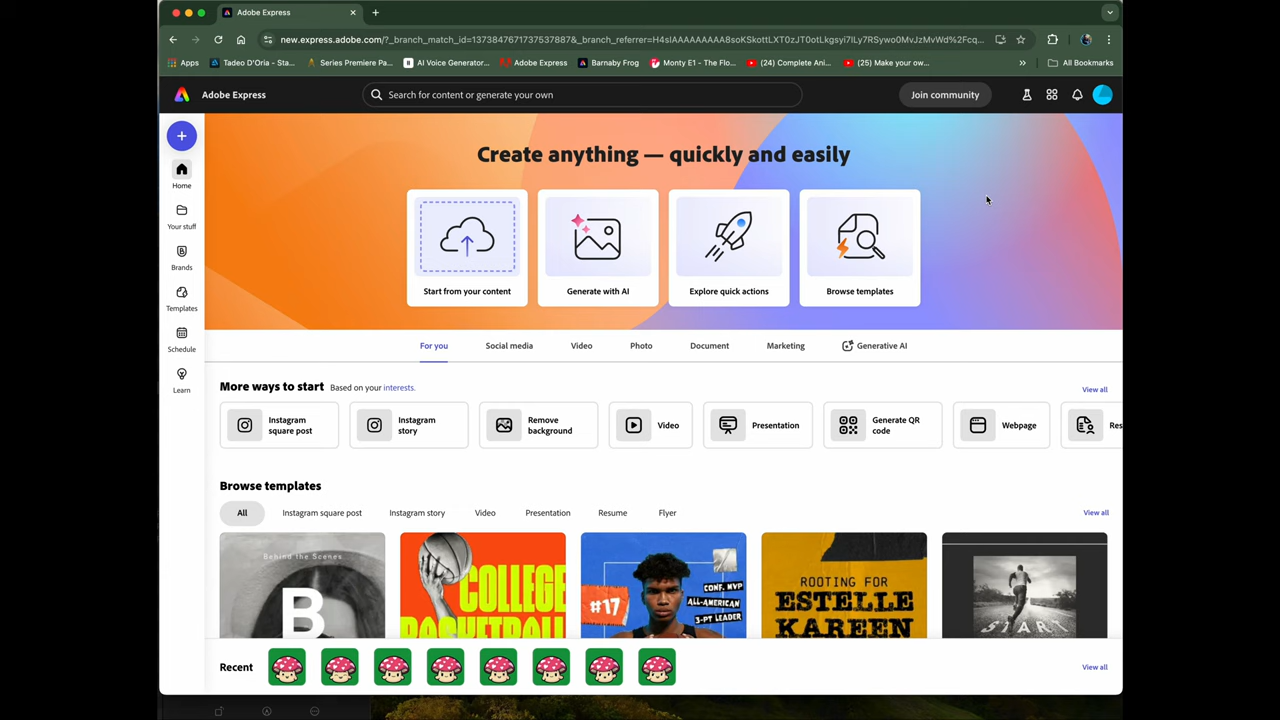 Adobe Express
new.express.adobe.com/?_branch_match_id=1373847671737537887&_branch_referrer=H4sIAAAAAAAAA8soKSkottLXT0zJT0otLkgsyi7ILy7RSywo0MvJzMvWd%2Fcq...
Apps
Tadeo D'Oria - Sta...
Series Premiere Pa...
AI Voice Generator...
Adobe Express
Barnaby Frog
Monty E1 - The Flo...
(24) Complete Ani...
(25) Make your ow...
All Bookmarks
Adobe Express
Search for content or generate your own
Join community
Home
Your stuff
Brands
Templates
Schedule
Learn
Create anything — quickly and easily
Start from your content
Generate with AI
Explore quick actions
Browse templates
For you
Social media
Video
Photo
Document
Marketing
Generative AI
More ways to start
Based on your interests.
View all
Instagram
square post
Instagram
story
Remove
background
Video
Presentation
Generate QR
code
Webpage
Res
Browse templates
All
Instagram square post
Instagram story
Video
Presentation
Resume
Flyer
View all
Behind the Scenes
B
COLLEGE
BASKETBALL
#17
CONF. MVP
ALL-AMERICAN
3-PT LEADER
ROOTING FOR
ESTELLE
KAREEN
START
Recent
View all